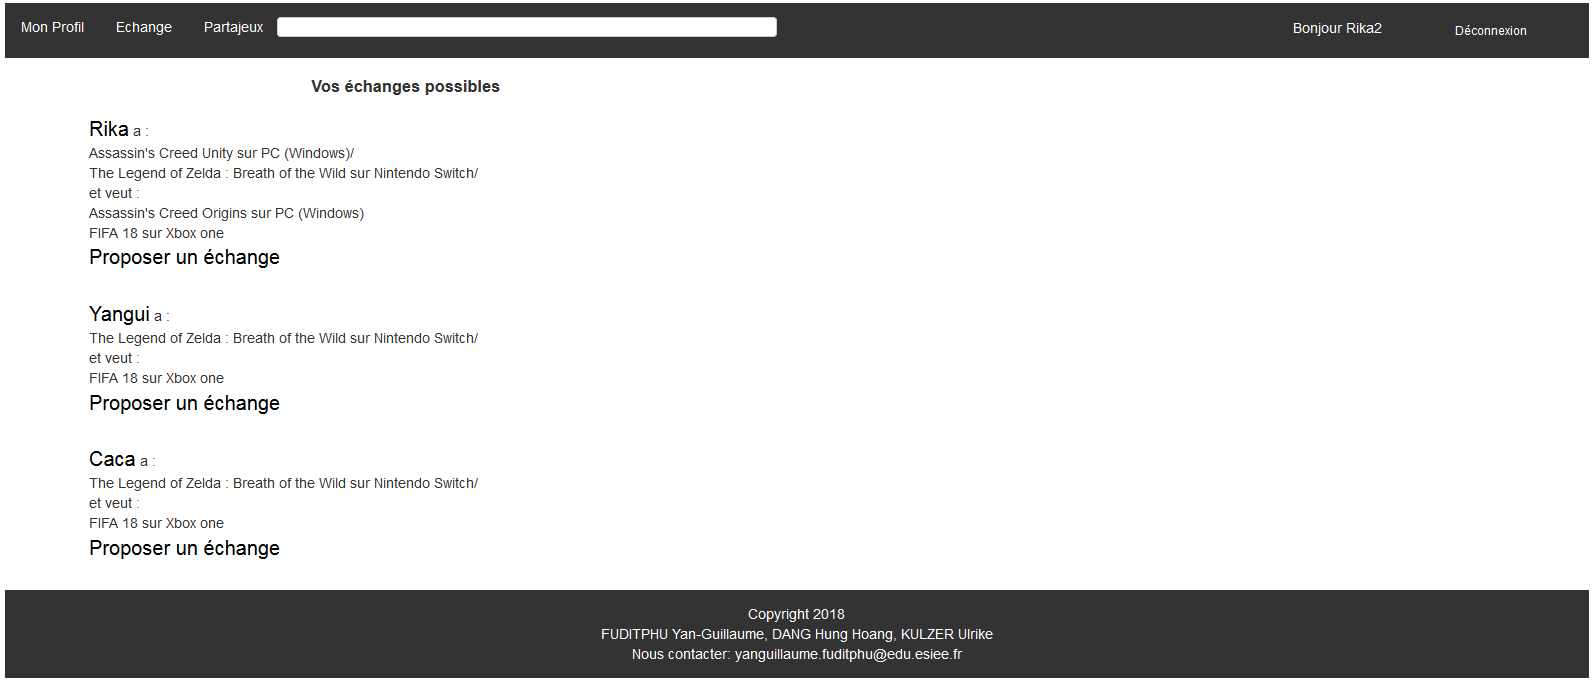 Mon Profil Echange Partajeux Bonjour Rika2 Déconnexion
Vos échanges possibles
Rika a :
Assassin's Creed Unity sur PC (Windows)/
The Legend of Zelda : Breath of the Wild sur Nintendo Switch/
et veut :
Assassin's Creed Origins sur PC (Windows)
FIFA 18 sur Xbox one
Proposer un échange
Yangui a :
The Legend of Zelda : Breath of the Wild sur Nintendo Switch/
et veut :
FIFA 18 sur Xbox one
Proposer un échange
Caca a :
The Legend of Zelda : Breath of the Wild sur Nintendo Switch/
et veut :
FIFA 18 sur Xbox one
Proposer un échange
Copyright 2018
FUDITPHU Yan-Guillaume, DANG Hung Hoang, KULZER Ulrike
Nous contacter: yanguillaume.fuditphu@edu.esiee.fr